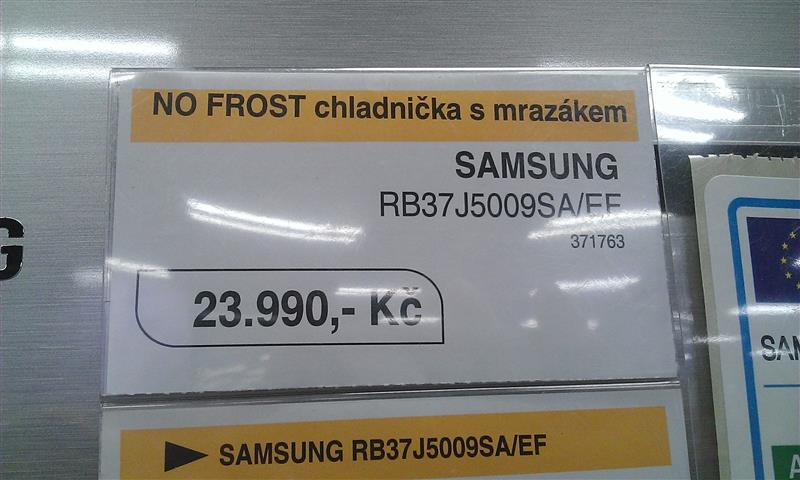 NO FROST chladnička s mrazákem
SAMSUNG
RB37J5009SA/EF
371763
23.990,- Kč
► SAMSUNG RB37J5009SA/EF